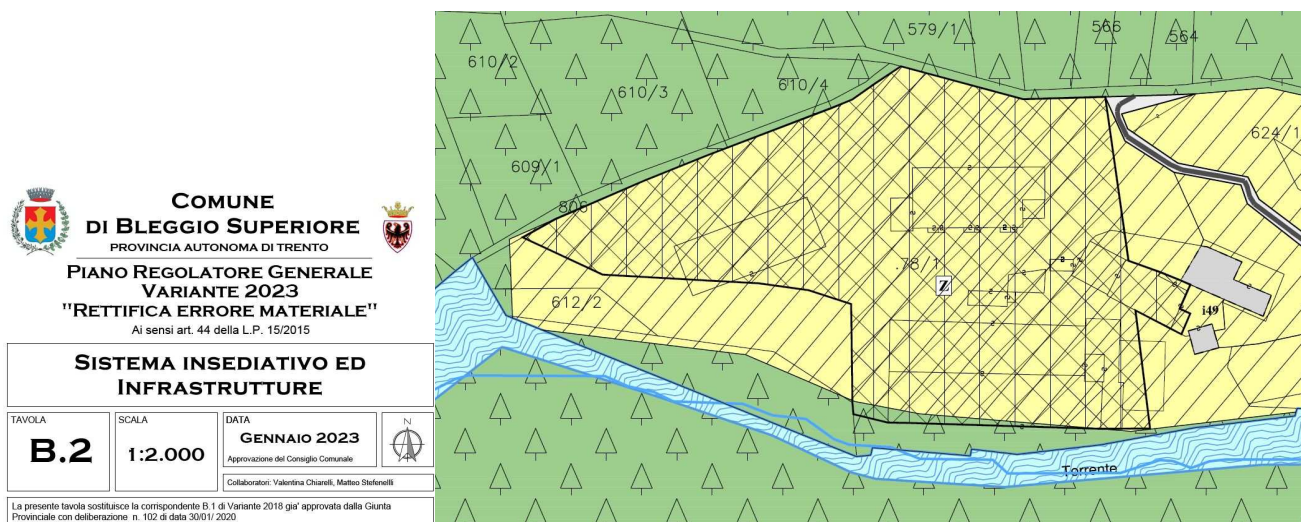 COMUNE
DI BLEGGIO SUPERIORE
PROVINCIA AUTONOMA DI TRENTO
PIANO REGOLATORE GENERALE
VARIANTE 2023
"RETTIFICA ERRORE MATERIALE"
Ai sensi art. 44 della L.P. 15/2015
SISTEMA INSEDIATIVO ED
INFRASTRUTTURE
TAVOLA
B.2
SCALA
1:2.000
DATA
GENNAIO 2023
Approvazione del Consiglio Comunale
Collaboratori: Valentina Chiarelli, Matteo Stefenelli
N
La presente tavola sostituisce la corrispondente B.1 di Variante 2018 gia' approvata dalla Giunta
Provinciale con deliberazione n. 102 di data 30/01/ 2020
579/1
566
564
610/2
610/3
610/4
624/1
609/1
806
.78/1
Z
612/2
i49
Torrente